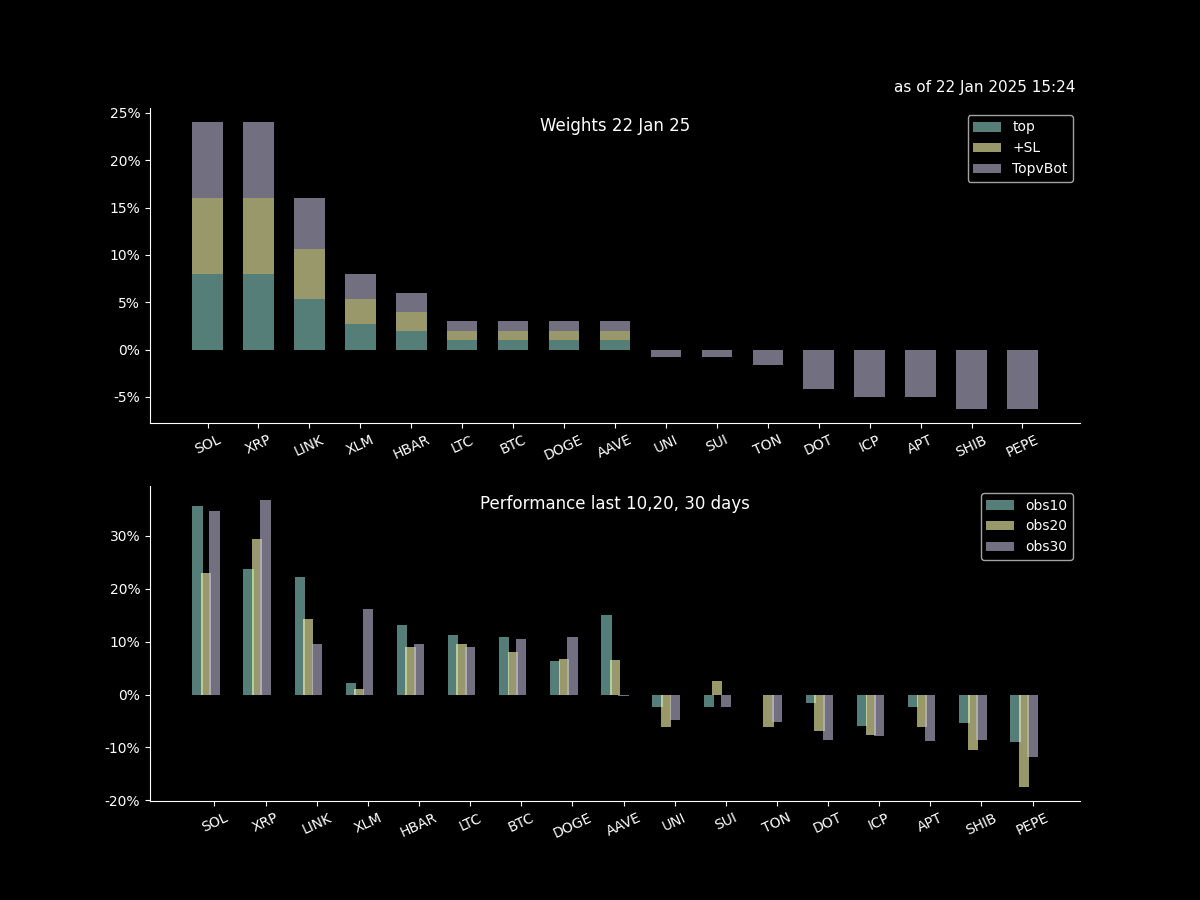 as of 22 Jan 2025 15:24
Weights 22 Jan 25
top
+SL
TopvBot
25%
20%
15%
10%
5%
0%
-5%
SOL XRP LINK XLM HBAR LTC BTC DOGE AAVE UNI SUI TON DOT ICP APT SHIB PEPE
Performance last 10,20, 30 days
obs10
obs20
obs30
30%
20%
10%
0%
-10%
-20%
SOL XRP LINK XLM HBAR LTC BTC DOGE AAVE UNI SUI TON DOT ICP APT SHIB PEPE